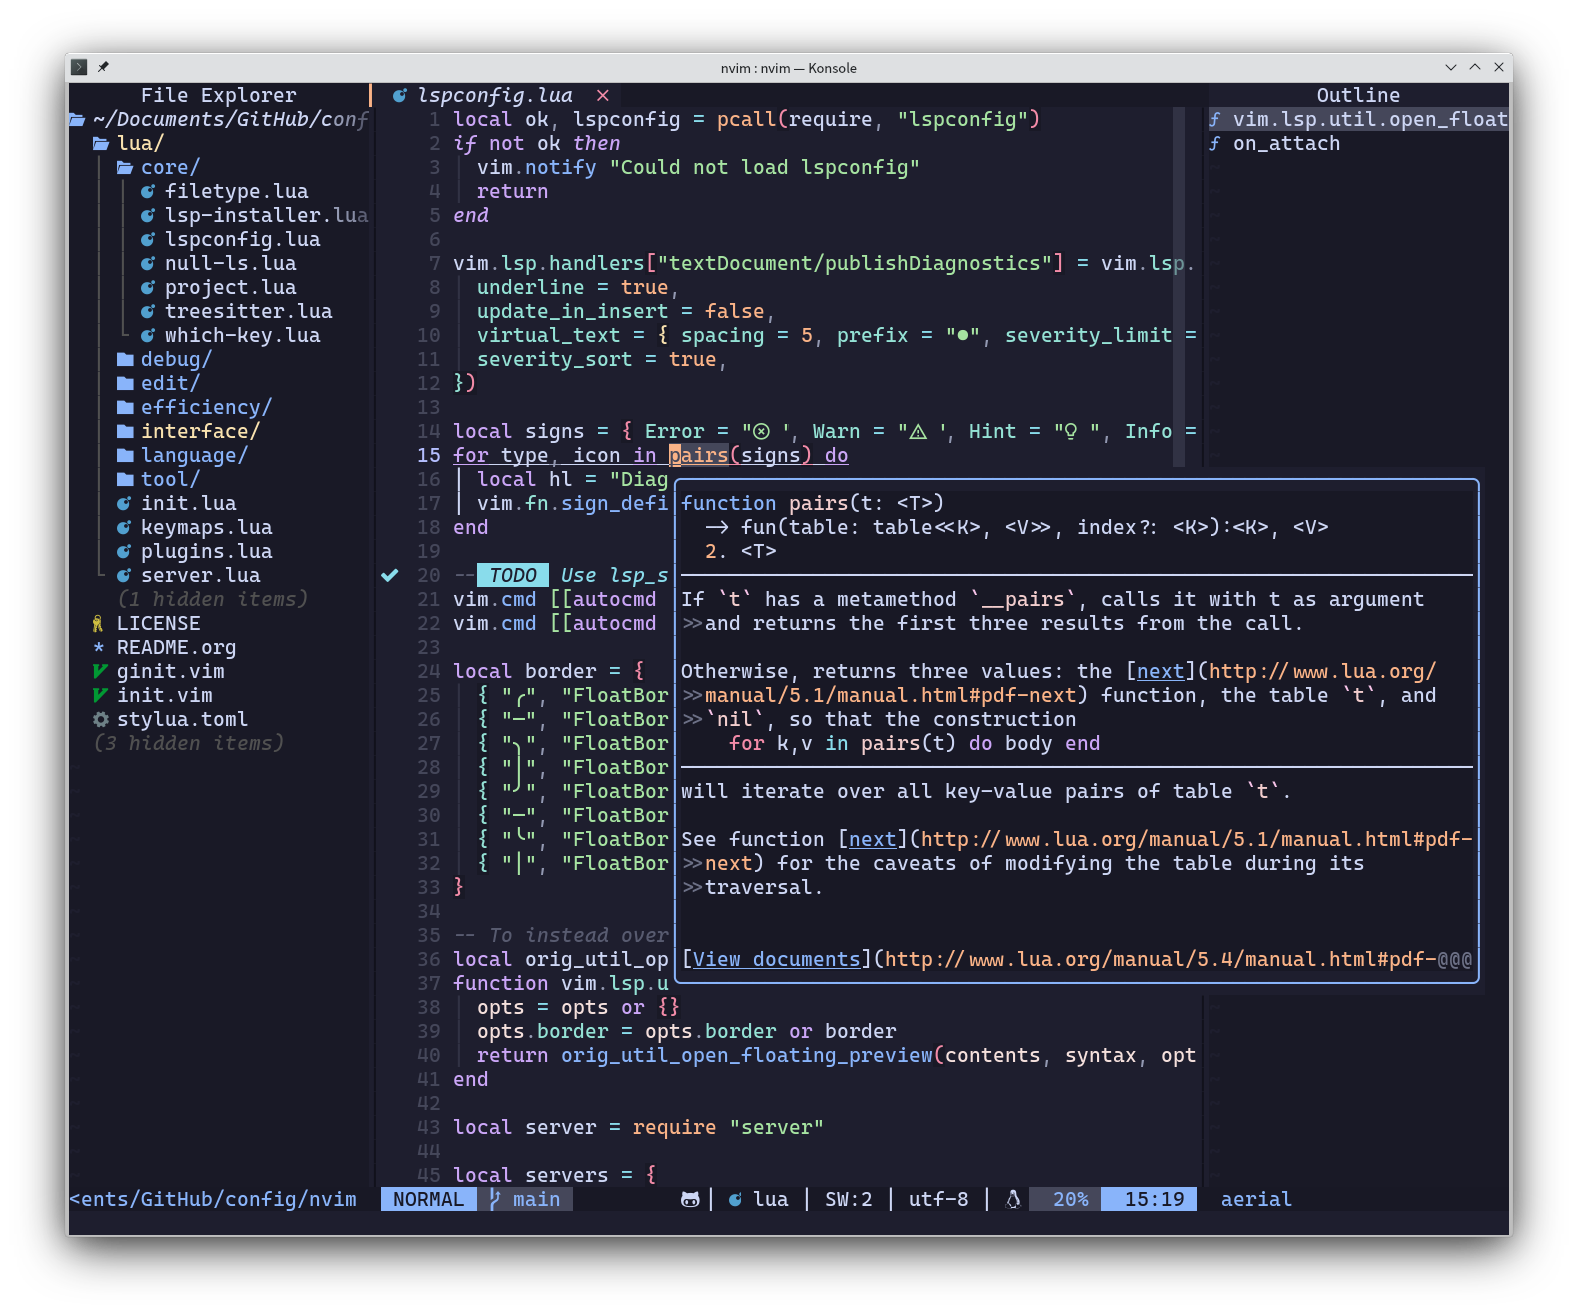 nvim : nvim — Konsole
File Explorer
~/Documents/GitHub/conf
lua/
core/
filetype.lua
lsp-installer.lua
lspconfig.lua
null-ls.lua
project.lua
treesitter.lua
which-key.lua
debug/
edit/
efficiency/
interface/
language/
tool/
init.lua
keymaps.lua
plugins.lua
server.lua
(1 hidden items)
LICENSE
README.org
ginit.vim
init.vim
stylua.toml
(3 hidden items)
lspconfig.lua ×
1 local ok, lspconfig = pcall(require, "lspconfig")
2 if not ok then
3 vim.notify "Could not load lspconfig"
4 return
5 end
6
7 vim.lsp.handlers["textDocument/publishDiagnostics"] = vim.lsp.
8 underline = true,
9 update_in_insert = false,
10 virtual_text = { spacing = 5, prefix = "●", severity_limit =
11 severity_sort = true,
12 })
13
14 local signs = { Error = "ⓧ ", Warn = "⚠ ", Hint = " ", Info =
15 for type, icon in pairs(signs) do
16 local hl = "Diag
17 vim.fn.sign_defi
18 end
19
20 -- TODO Use lsp_s
21 vim.cmd [[autocmd
22 vim.cmd [[autocmd
23
24 local border = {
25 { "╭", "FloatBor
26 { "─", "FloatBor
27 { "╮", "FloatBor
28 { "│", "FloatBor
29 { "╯", "FloatBor
30 { "─", "FloatBor
31 { "╰", "FloatBor
32 { "│", "FloatBor
33 }
34
35 -- To instead over
36 local orig_util_op
37 function vim.lsp.u
38 opts = opts or {}
39 opts.border = opts.border or border
40 return orig_util_open_floating_preview(contents, syntax, opt
41 end
42
43 local server = require "server"
44
45 local servers = {
function pairs(t: <T>)
-> fun(table: table<<K>, <V>>, index?: <K>):<K>, <V>
2. <T>
If `t` has a metamethod `__pairs`, calls it with t as argument
>>and returns the first three results from the call.
Otherwise, returns three values: the [next](http://www.lua.org/
>>manual/5.1/manual.html#pdf-next) function, the table `t`, and
>>`nil`, so that the construction
for k,v in pairs(t) do body end
will iterate over all key-value pairs of table `t`.
See function [next](http://www.lua.org/manual/5.1/manual.html#pdf-
>>next) for the caveats of modifying the table during its
>>traversal.
[View documents](http://www.lua.org/manual/5.4/manual.html#pdf-@@@
Outline
f vim.lsp.util.open_float
f on_attach
<ents/GitHub/config/nvim NORMAL main lua | SW:2 | utf-8 | 20% 15:19 aerial